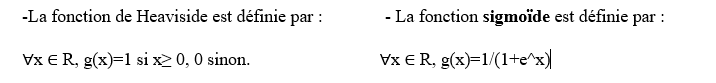 -La fonction de Heaviside est définie par : - La fonction sigmoïde est définie par :
∀x ∈ R, g(x)=1 si x≥ 0, 0 sinon. ∀x ∈ R, g(x)=1/(1+e^x)